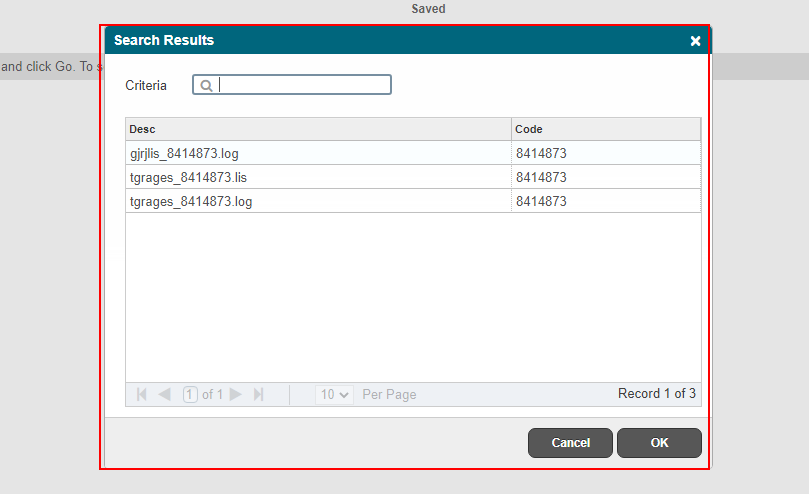 Saved
Search Results
and click Go. To s
Criteria
Desc Code
gjrjlis_8414873.log 8414873
tgrages_8414873.lis 8414873
tgrages_8414873.log 8414873
1 of 1 10 Per Page Record 1 of 3
Cancel OK